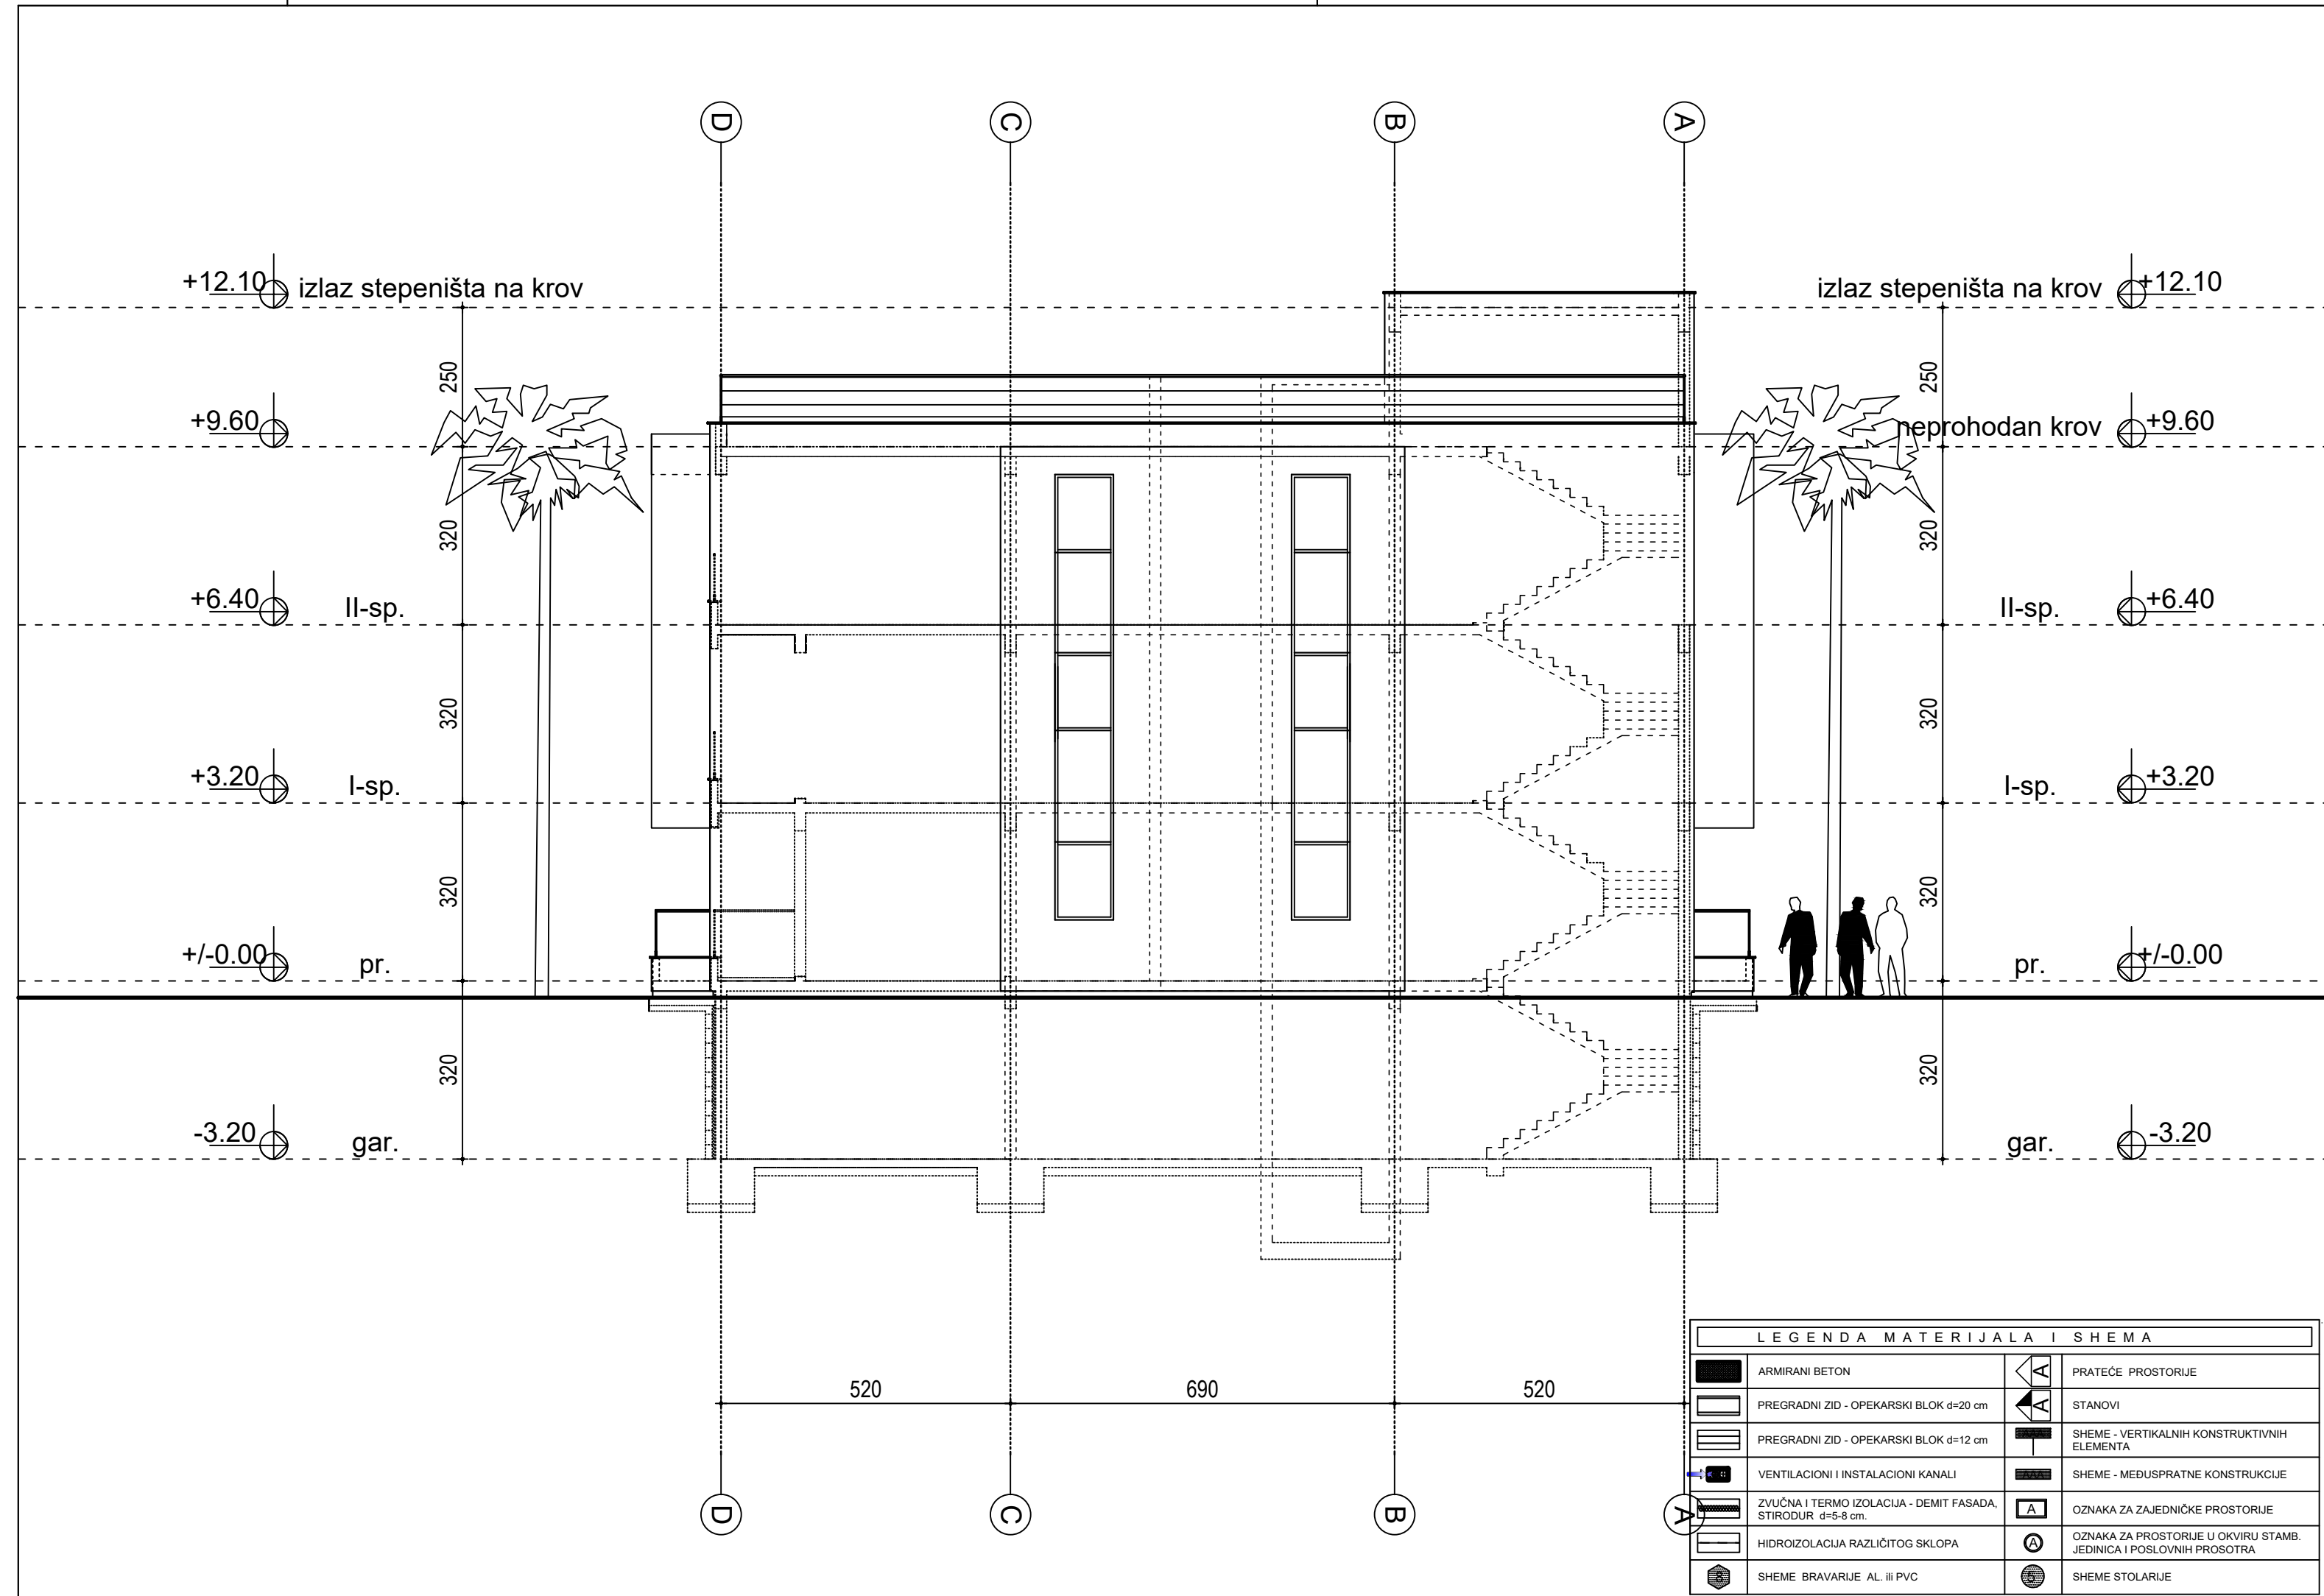 D C B A
+12.10 izlaz stepeništa na krov
izlaz stepeništa na krov +12.10
250
250
+9.60
neprohodan krov +9.60
320
320
+6.40 II-sp.
II-sp. +6.40
320
320
+3.20 I-sp.
I-sp. +3.20
320
320
+/-0.00 pr.
pr. +/-0.00
320
320
-3.20 gar.
gar. -3.20
520 690 520
D C B A
LEGENDA MATERIJALA I SHEMA
ARMIRANI BETON
A PRATEĆE PROSTORIJE
PREGRADNI ZID - OPEKARSKI BLOK d=20 cm
A STANOVI
PREGRADNI ZID - OPEKARSKI BLOK d=12 cm
SHEME - VERTIKALNIH KONSTRUKTIVNIH
ELEMENTA
VENTILACIONI I INSTALACIONI KANALI
SHEME - MEĐUSPRATNE KONSTRUKCIJE
ZVUČNA I TERMO IZOLACIJA - DEMIT FASADA,
STIRODUR d=5-8 cm.
A OZNAKA ZA ZAJEDNIČKE PROSTORIJE
HIDROIZOLACIJA RAZLIČITOG SKLOPA
A OZNAKA ZA PROSTORIJE U OKVIRU STAMB.
JEDINICA I POSLOVNIH PROSOTRA
8 SHEME BRAVARIJE AL. ili PVC
5 SHEME STOLARIJE